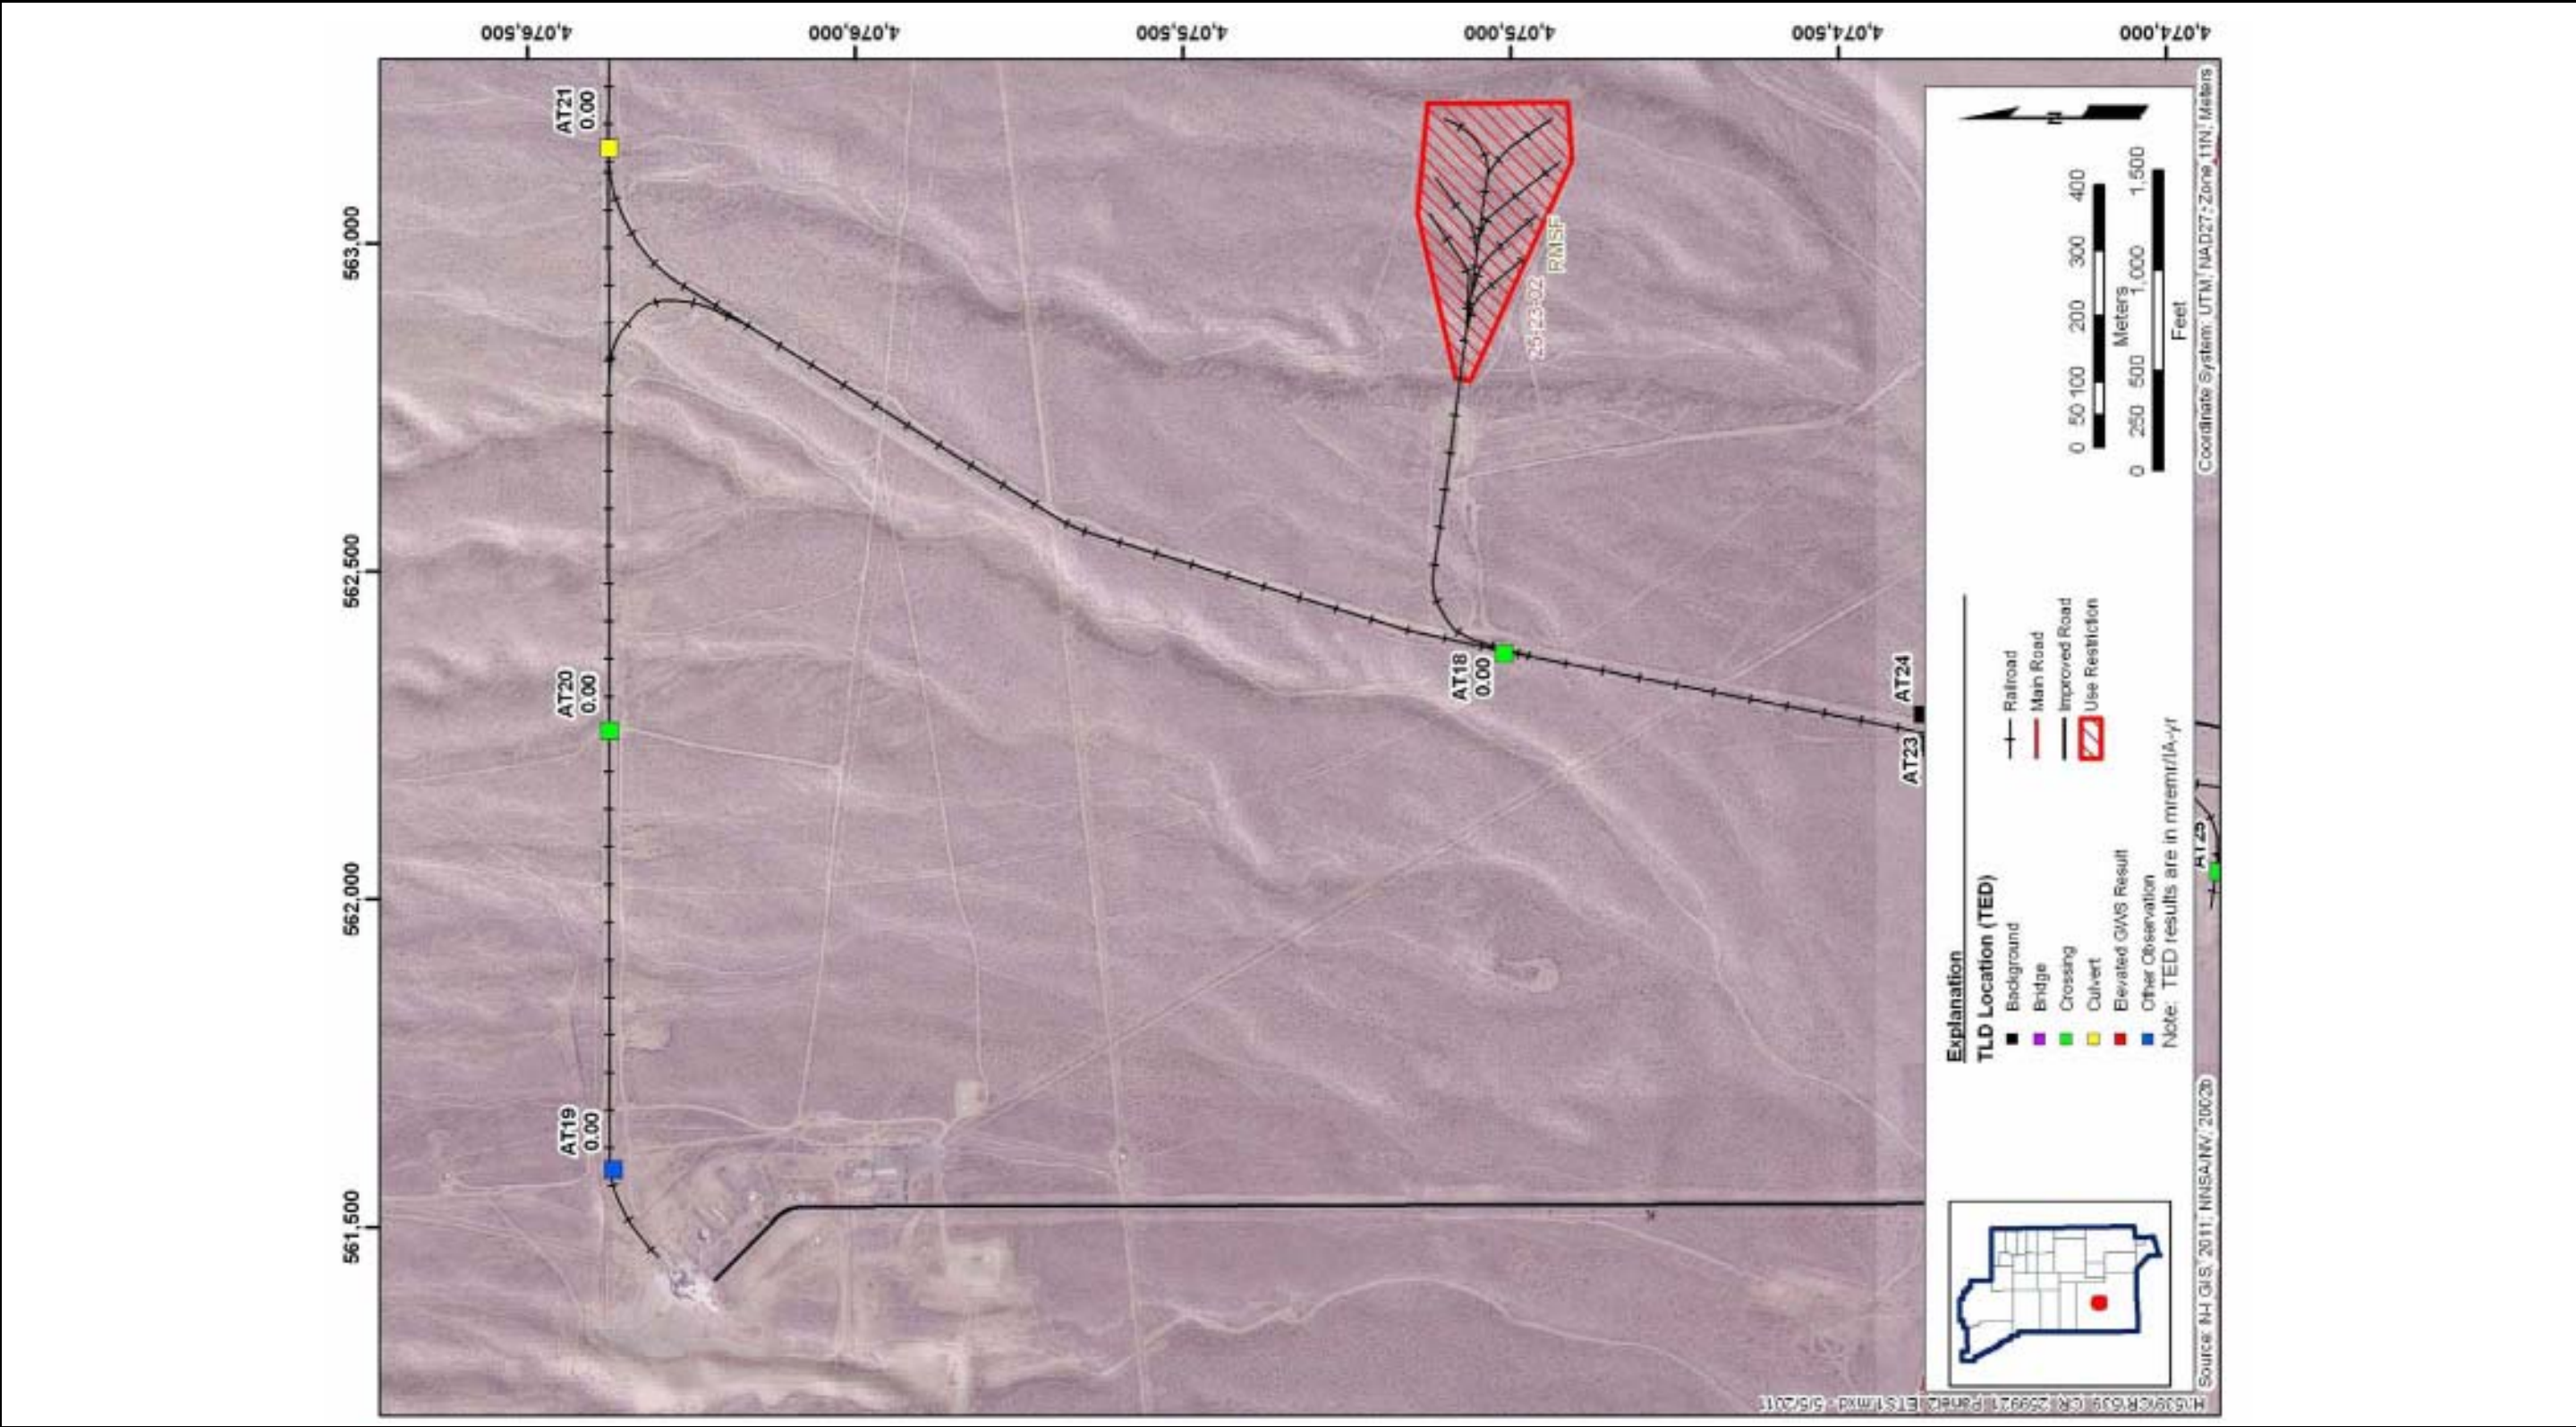 4,076,500
4,076,000
4,075,500
4,075,000
4,074,500
4,074,000
563,000
562,500
562,000
561,500
AT21
0.00
AT20
0.00
AT19
0.00
AT18
0.00
AT24
AT23
AT25
25-23-02
RMSF
Explanation
TLD Location (TED)
Background
Bridge
Crossing
Culvert
Elevated GWS Result
Other Observation
Note: TED results are in mrem/IA-yr
Railroad
Main Road
Improved Road
Use Restriction
N
0 50 100 200 300 400
Meters
0 250 500 1,000 1,500
Feet
Source: N-I GIS, 2011; NNSA/NV, 2002b
Coordinate System: UTM, NAD27, Zone 11N, Meters